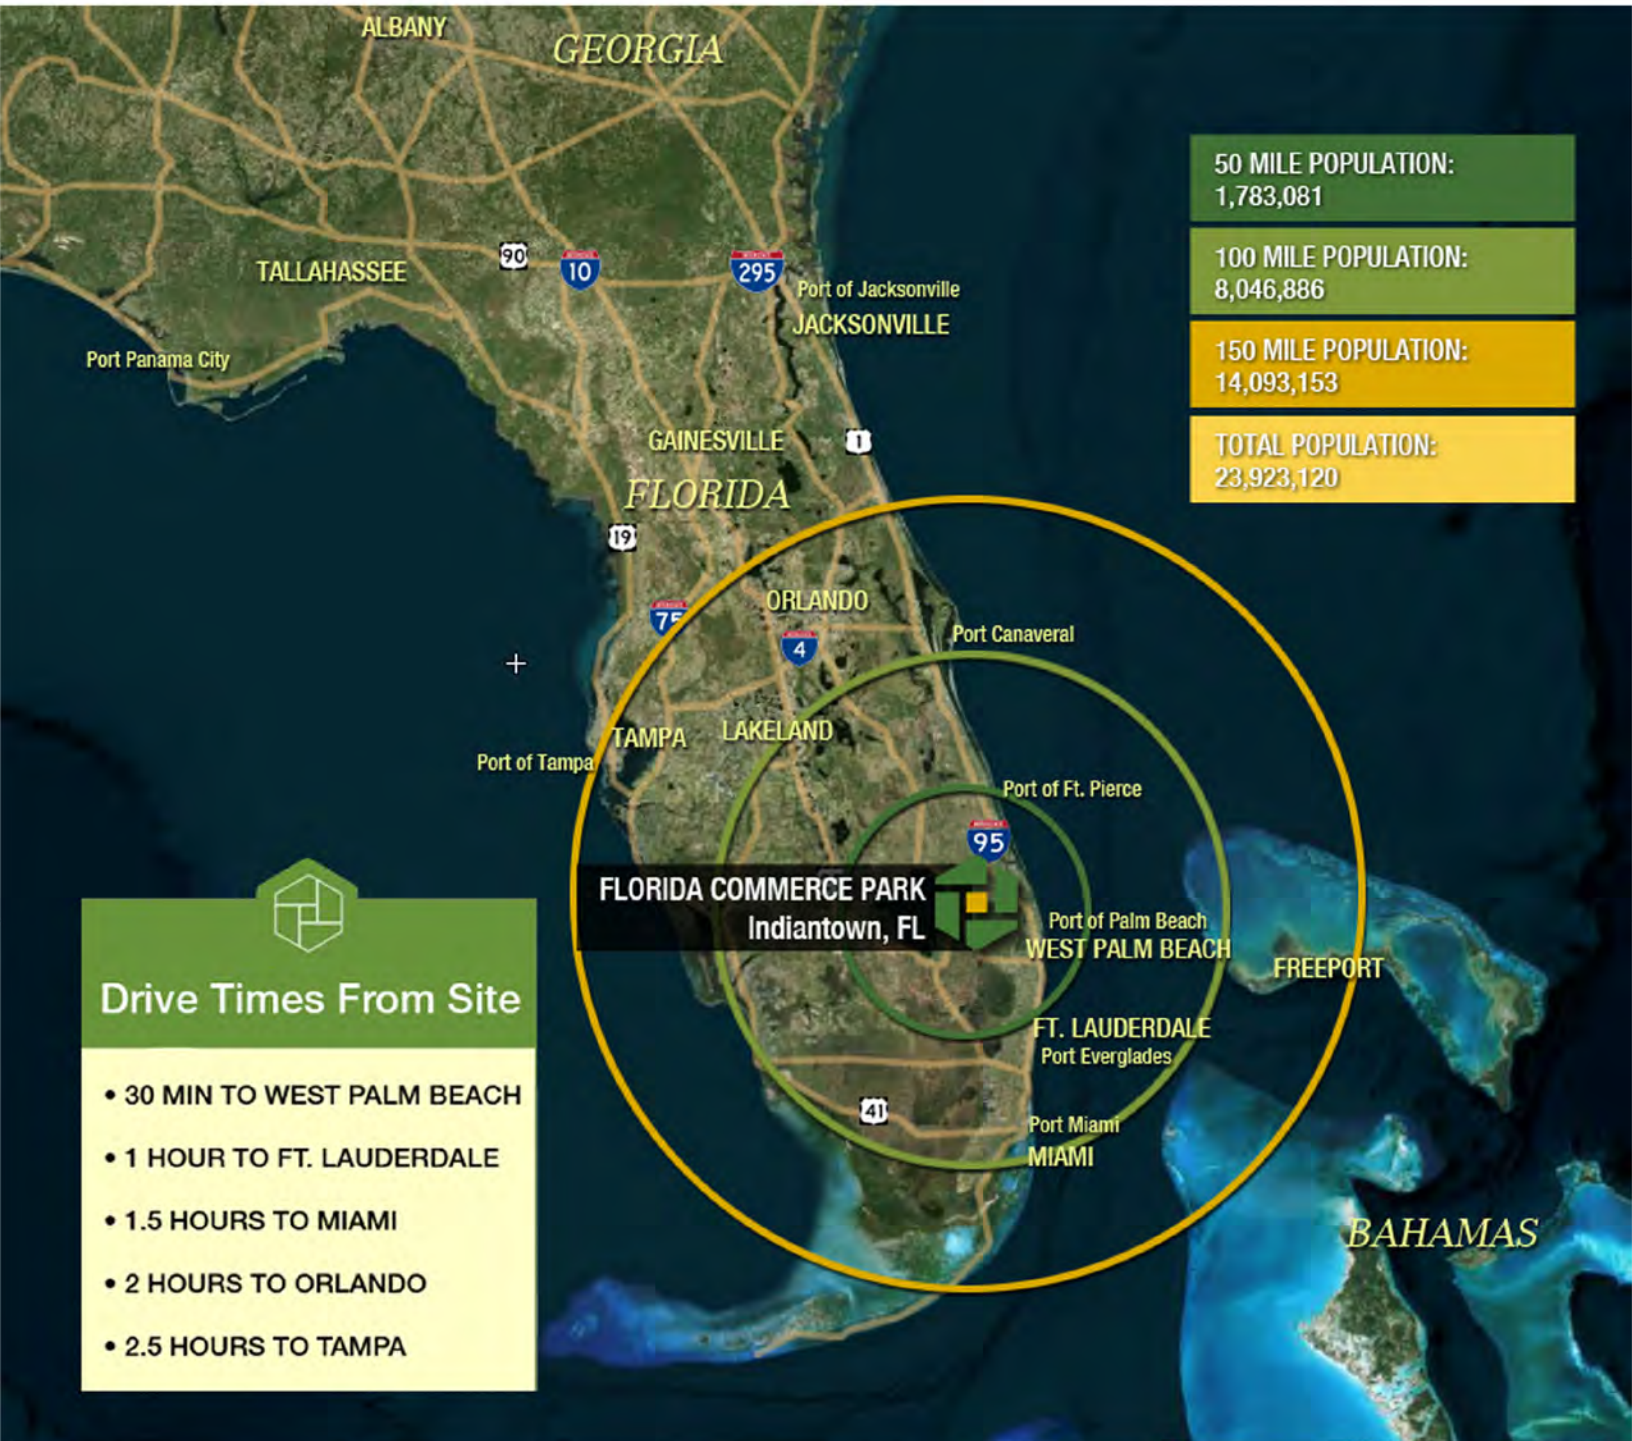 ALBANY
GEORGIA
50 MILE POPULATION:
1,783,081
100 MILE POPULATION:
8,046,886
150 MILE POPULATION:
14,093,153
TOTAL POPULATION:
23,923,120
90
10
295
TALLAHASSEE
Port of Jacksonville
JACKSONVILLE
Port Panama City
GAINESVILLE
1
FLORIDA
19
ORLANDO
75
4
Port Canaveral
TAMPA
LAKELAND
Port of Tampa
Port of Ft. Pierce
95
FLORIDA COMMERCE PARK
Indiantown, FL
Port of Palm Beach
WEST PALM BEACH
FREEPORT
FT. LAUDERDALE
Port Everglades
41
Port Miami
MIAMI
BAHAMAS
Drive Times From Site
• 30 MIN TO WEST PALM BEACH
• 1 HOUR TO FT. LAUDERDALE
• 1.5 HOURS TO MIAMI
• 2 HOURS TO ORLANDO
• 2.5 HOURS TO TAMPA